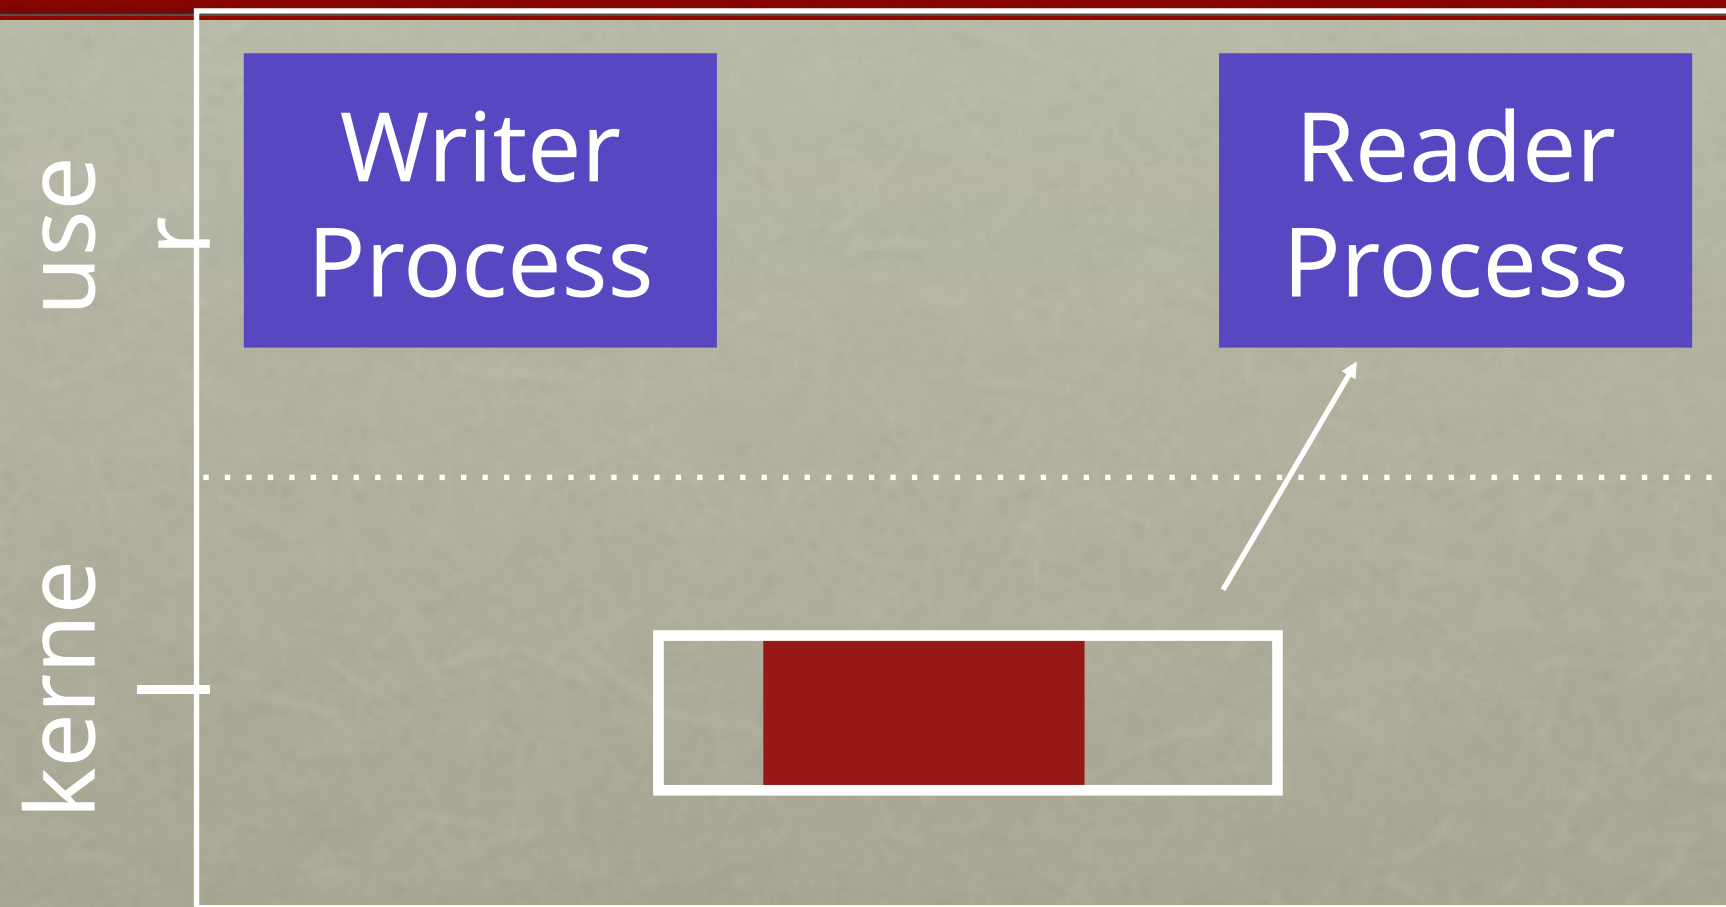 use
r
Writer
Process
Reader
Process
kerne
l